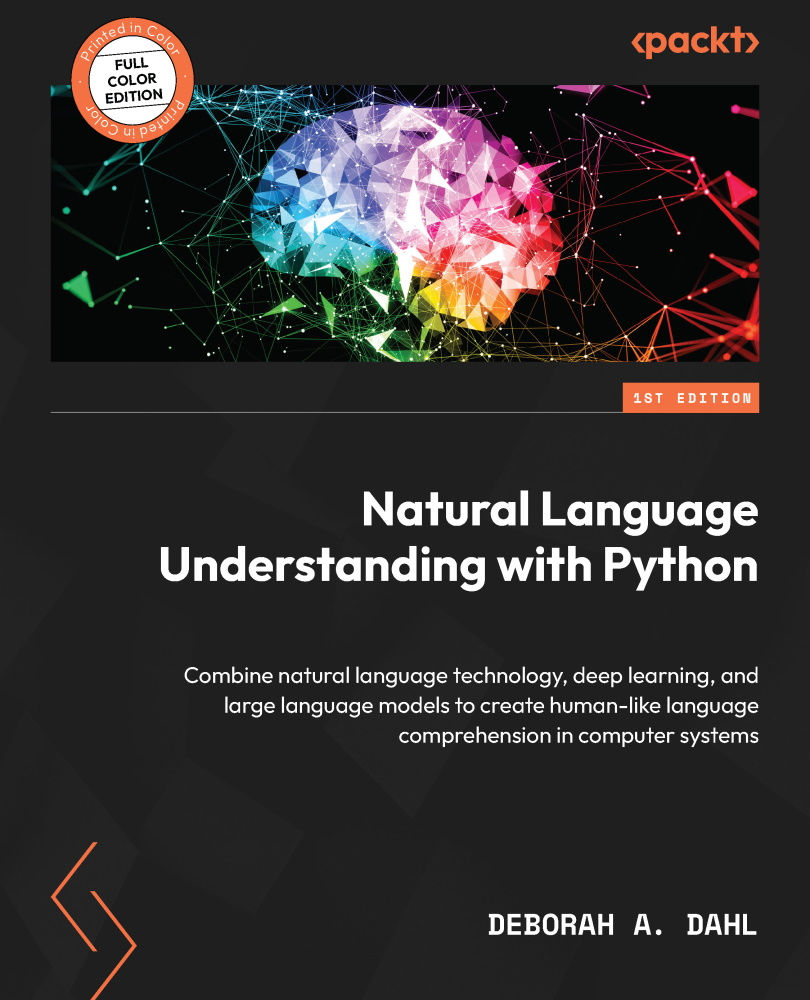 Printed in Color
FULL
COLOR
EDITION
Printed in Color
<packt>
1ST EDITION
Natural Language
Understanding with Python
Combine natural language technology, deep learning, and
large language models to create human-like language
comprehension in computer systems
DEBORAH A. DAHL